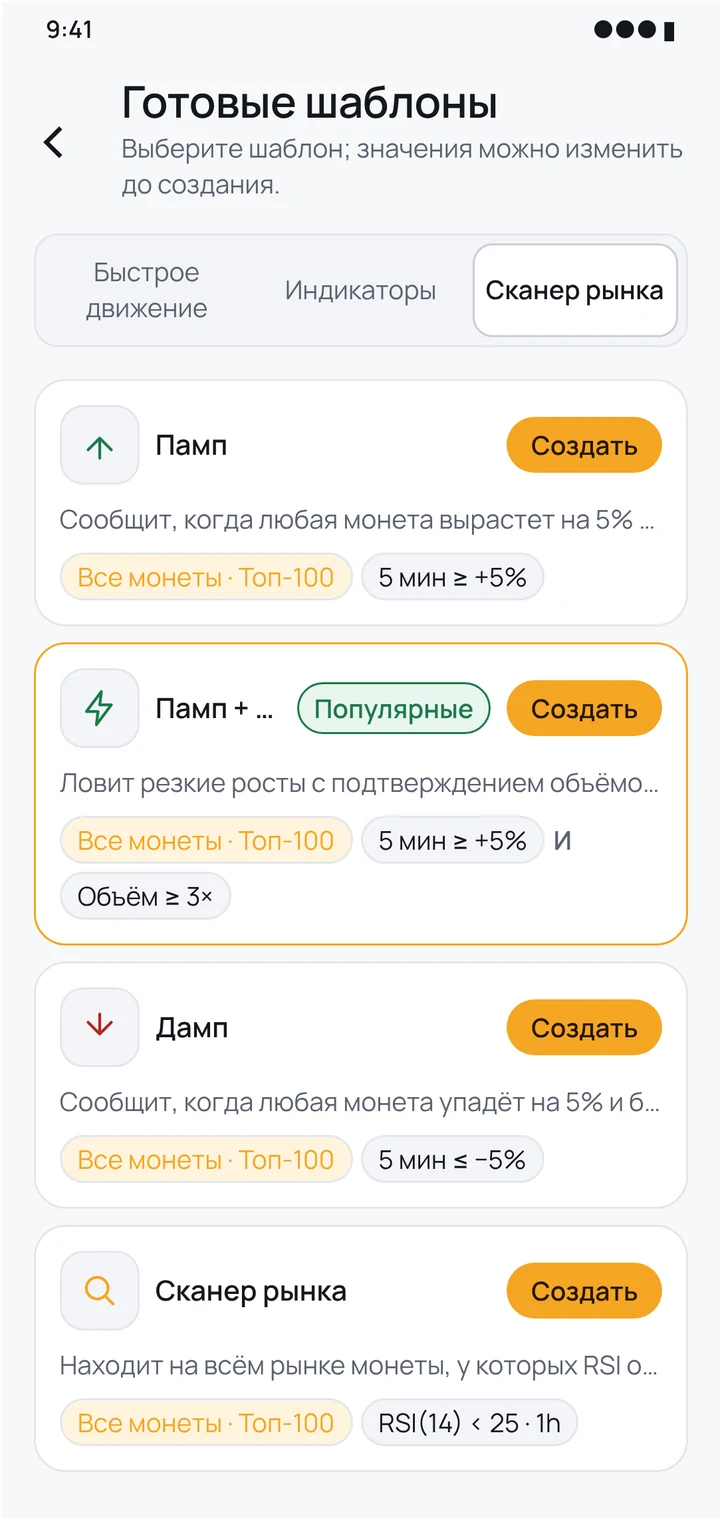 9:41
Готовые шаблоны
Выберите шаблон; значения можно изменить
до создания.
Быстрое
движение
Индикаторы
Сканер рынка
Памп
Создать
Сообщит, когда любая монета вырастет на 5% ...
Все монеты · Топ-100
5 мин ≥ +5%
Памп + ...
Популярные
Создать
Ловит резкие росты с подтверждением объёмо...
Все монеты · Топ-100
5 мин ≥ +5%
И
Объём ≥ 3×
Дамп
Создать
Сообщит, когда любая монета упадёт на 5% и б...
Все монеты · Топ-100
5 мин ≤ −5%
Сканер рынка
Создать
Находит на всём рынке монеты, у которых RSI о...
Все монеты · Топ-100
RSI(14) < 25 · 1h